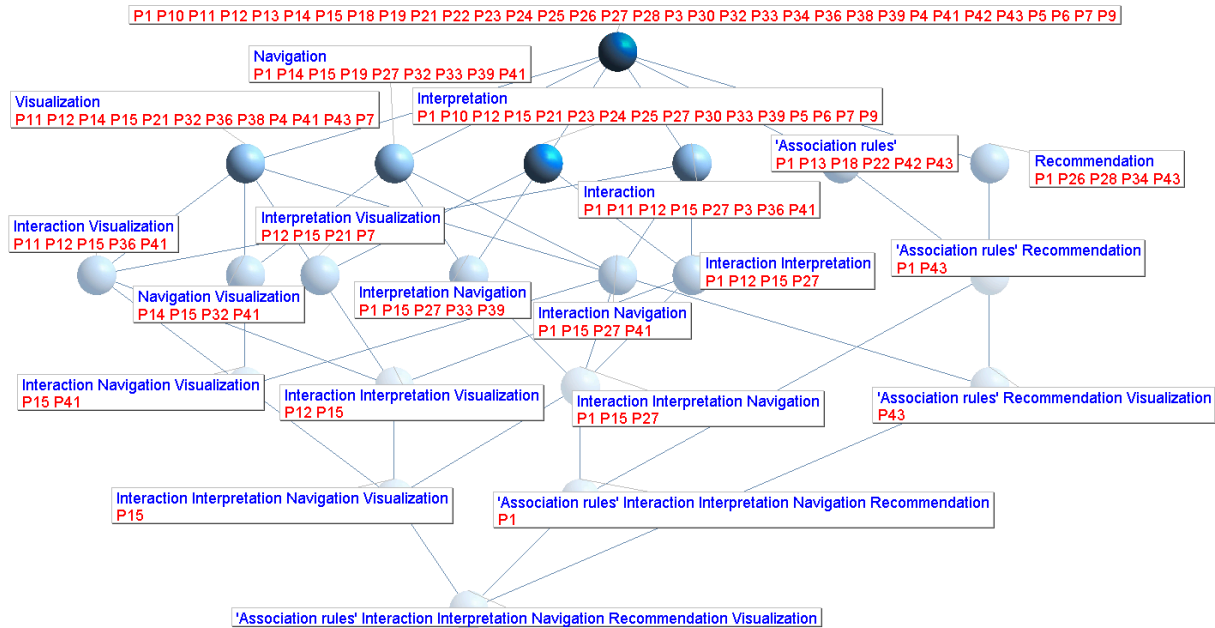 P1 P10 P11 P12 P13 P14 P15 P18 P19 P21 P22 P23 P24 P25 P26 P27 P28 P3 P30 P32 P33 P34 P36 P38 P39 P4 P41 P42 P43 P5 P6 P7 P9
Navigation
P1 P14 P15 P19 P27 P32 P33 P39 P41
Visualization
P11 P12 P14 P15 P21 P32 P36 P38 P4 P41 P43 P7
Interpretation
P1 P10 P12 P15 P21 P23 P24 P25 P27 P30 P33 P39 P5 P6 P7 P9
'Association rules'
P1 P13 P18 P22 P42 P43
Recommendation
P1 P26 P28 P34 P43
Interaction
P1 P11 P12 P15 P27 P3 P36 P41
Interaction Visualization
P11 P12 P15 P36 P41
Interpretation Visualization
P12 P15 P21 P7
'Association rules' Recommendation
P1 P43
Interaction Interpretation
P1 P12 P15 P27
Navigation Visualization
P14 P15 P32 P41
Interpretation Navigation
P1 P15 P27 P33 P39
Interaction Navigation
P1 P15 P27 P41
Interaction Navigation Visualization
P15 P41
Interaction Interpretation Visualization
P12 P15
Interaction Interpretation Navigation
P1 P15 P27
'Association rules' Recommendation Visualization
P43
Interaction Interpretation Navigation Visualization
P15
'Association rules' Interaction Interpretation Navigation Recommendation
P1
'Association rules' Interaction Interpretation Navigation Recommendation Visualization